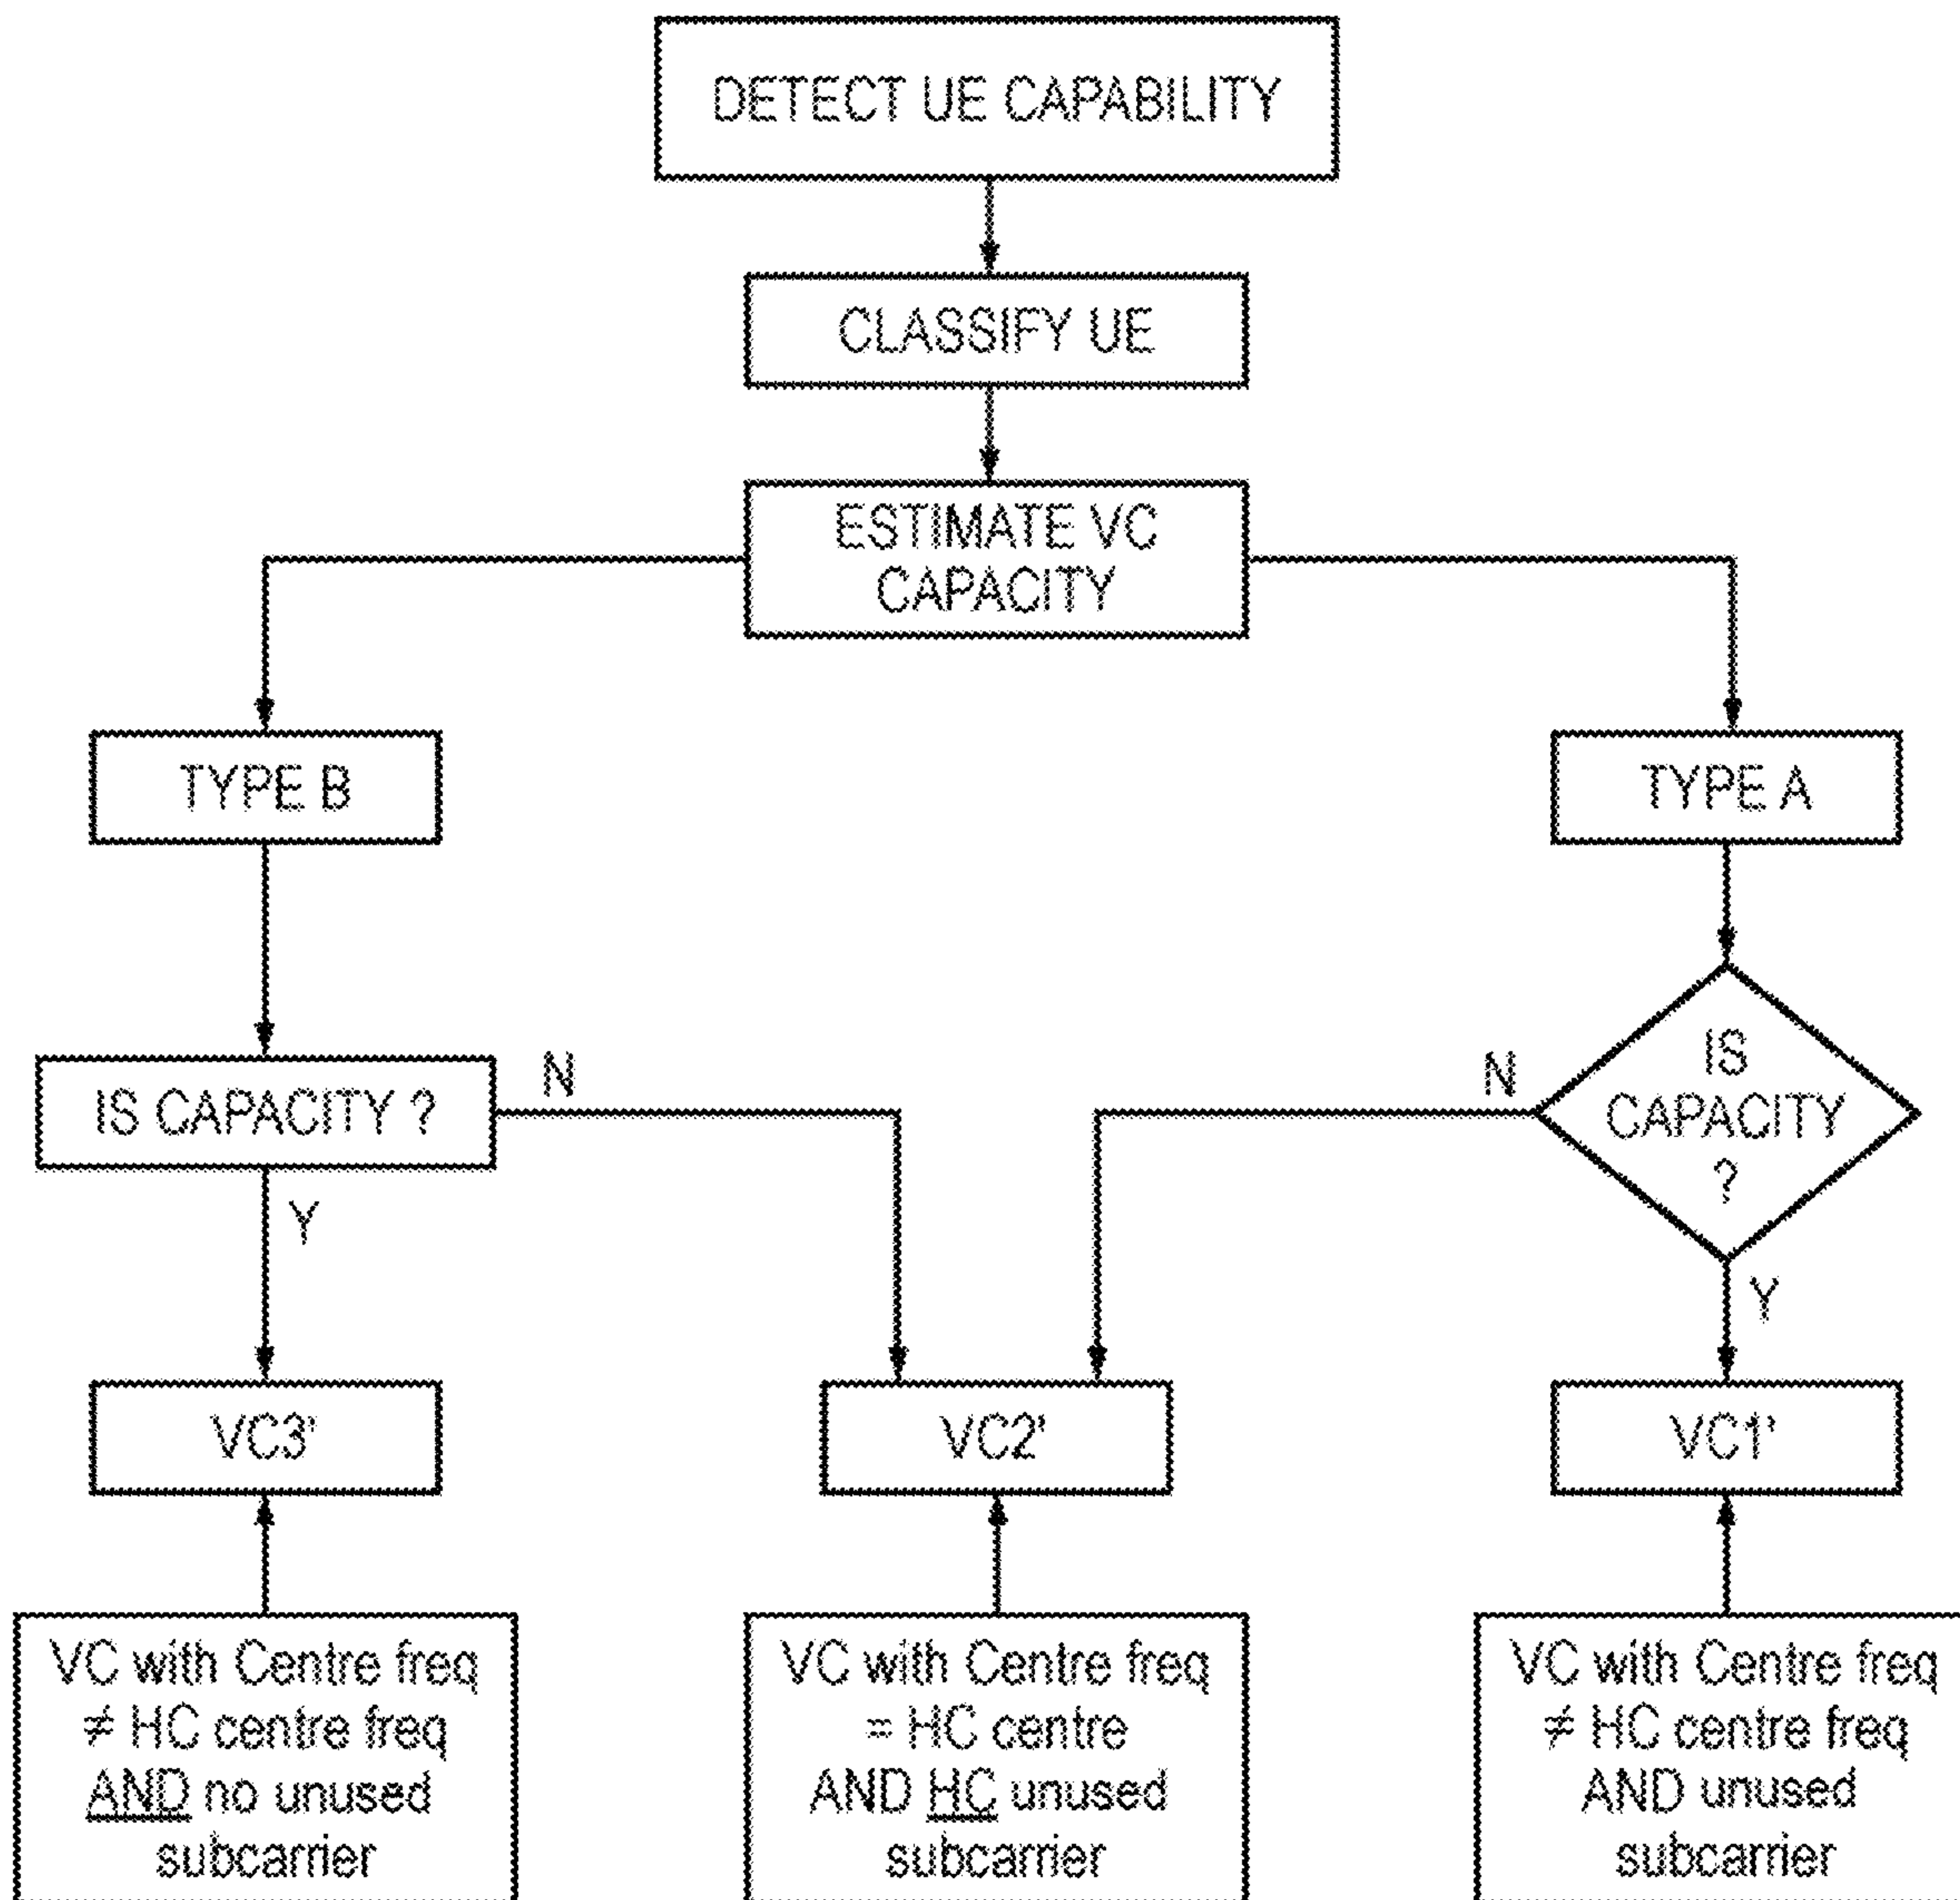 DETECT UE CAPABILITY
CLASSIFY UE
ESTIMATE VC
CAPACITY
TYPE B
TYPE A
IS CAPACITY ?
N
Y
N
IS
CAPACITY
?
Y
VC3'
VC2'
VC1'
VC with Centre freq
≠ HC centre freq
AND no unused
subcarrier
VC with Centre freq
= HC centre
AND HC unused
subcarrier
VC with Centre freq
≠ HC centre freq
AND unused
subcarrier